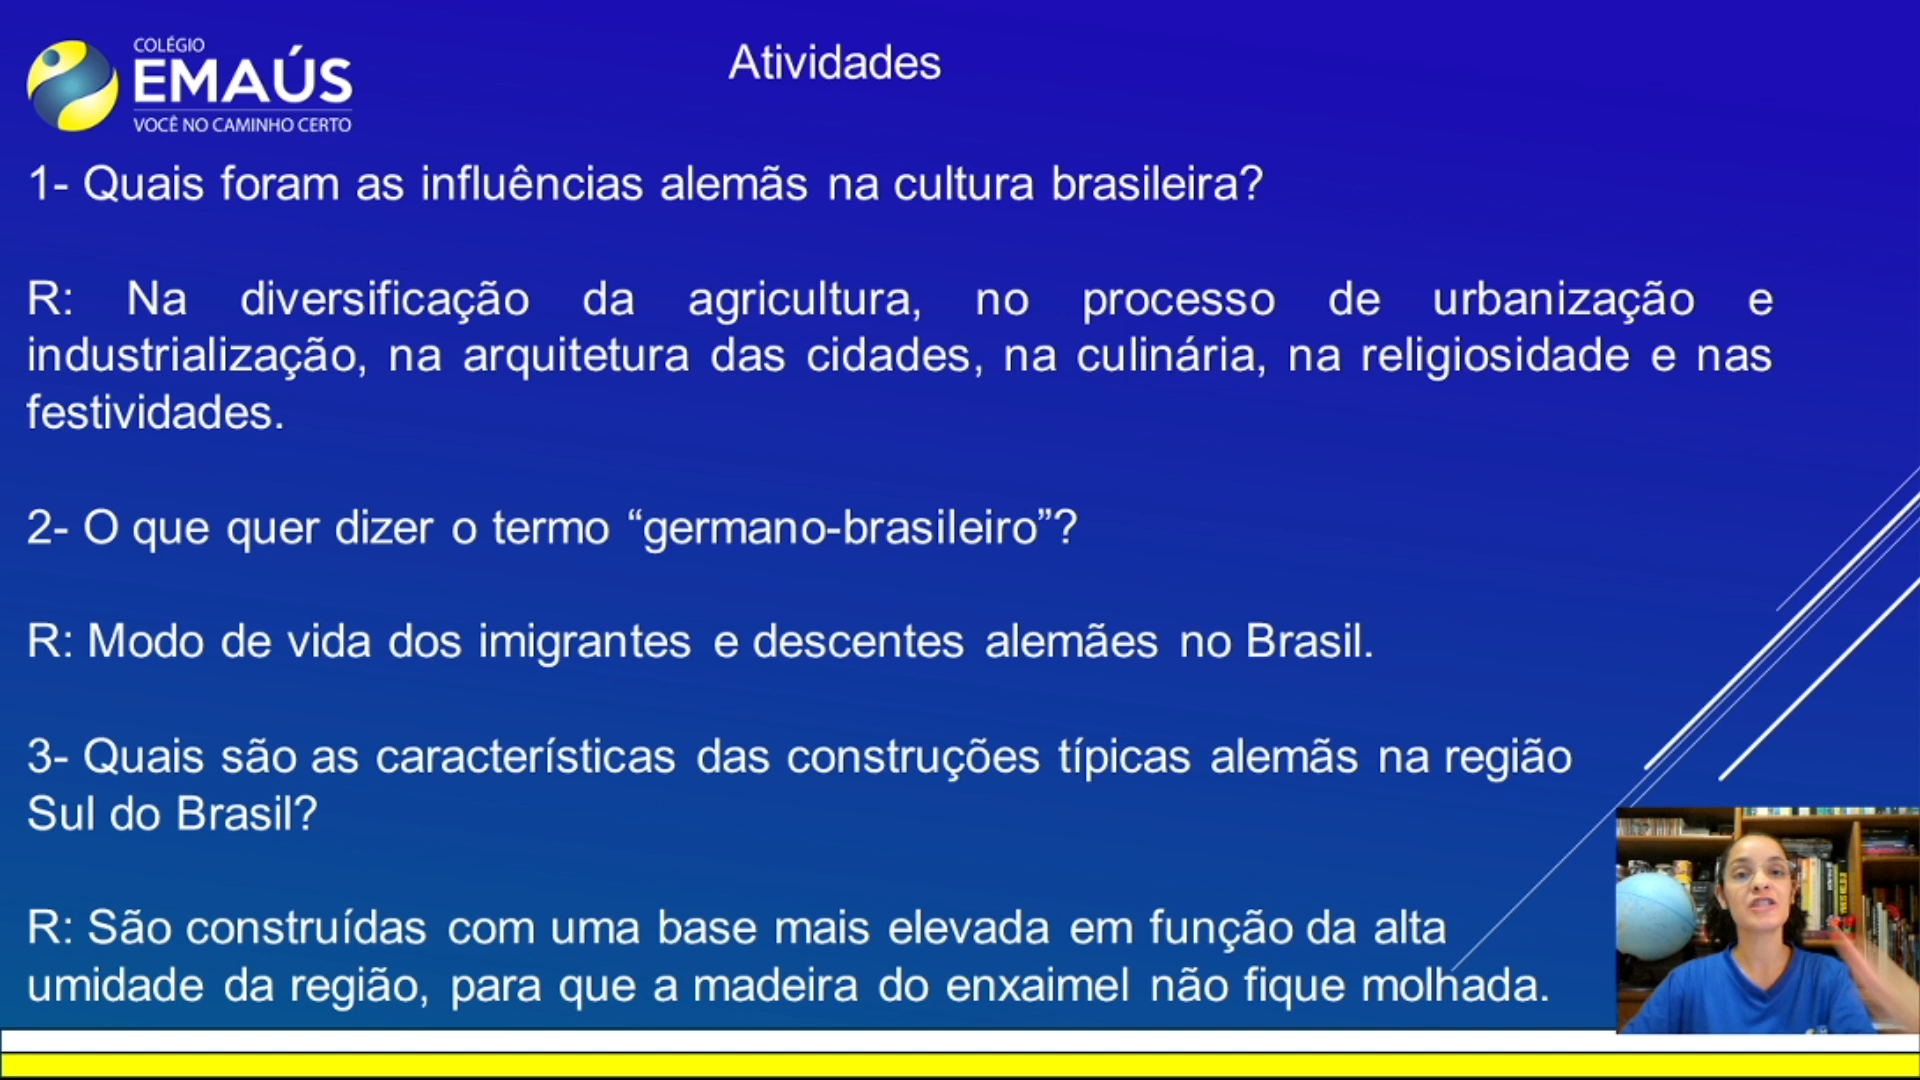 COLÉGIO
EMAÚS
VOCÊ NO CAMINHO CERTO
Atividades
1- Quais foram as influências alemãs na cultura brasileira?
R: Na diversificação da agricultura, no processo de urbanização e
industrialização, na arquitetura das cidades, na culinária, na religiosidade e nas
festividades.
2- O que quer dizer o termo “germano-brasileiro”?
R: Modo de vida dos imigrantes e descentes alemães no Brasil.
3- Quais são as características das construções típicas alemãs na região
Sul do Brasil?
R: São construídas com uma base mais elevada em função da alta
umidade da região, para que a madeira do enxaimel não fique molhada.